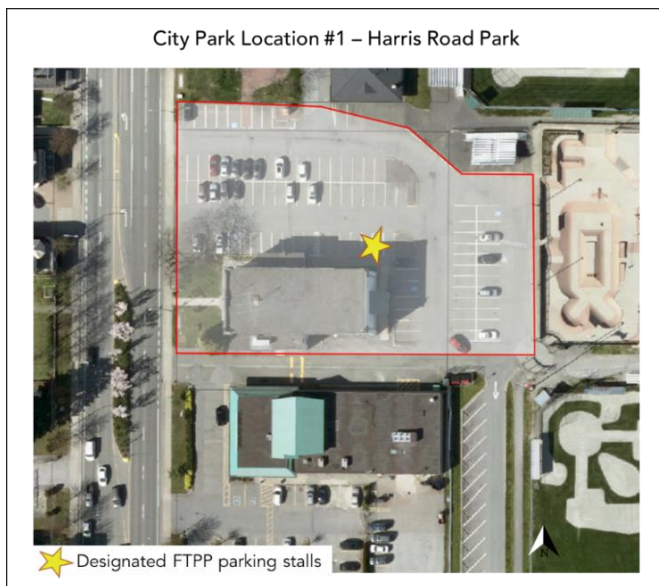 City Park Location #1 – Harris Road Park
N
Designated FTPP parking stalls